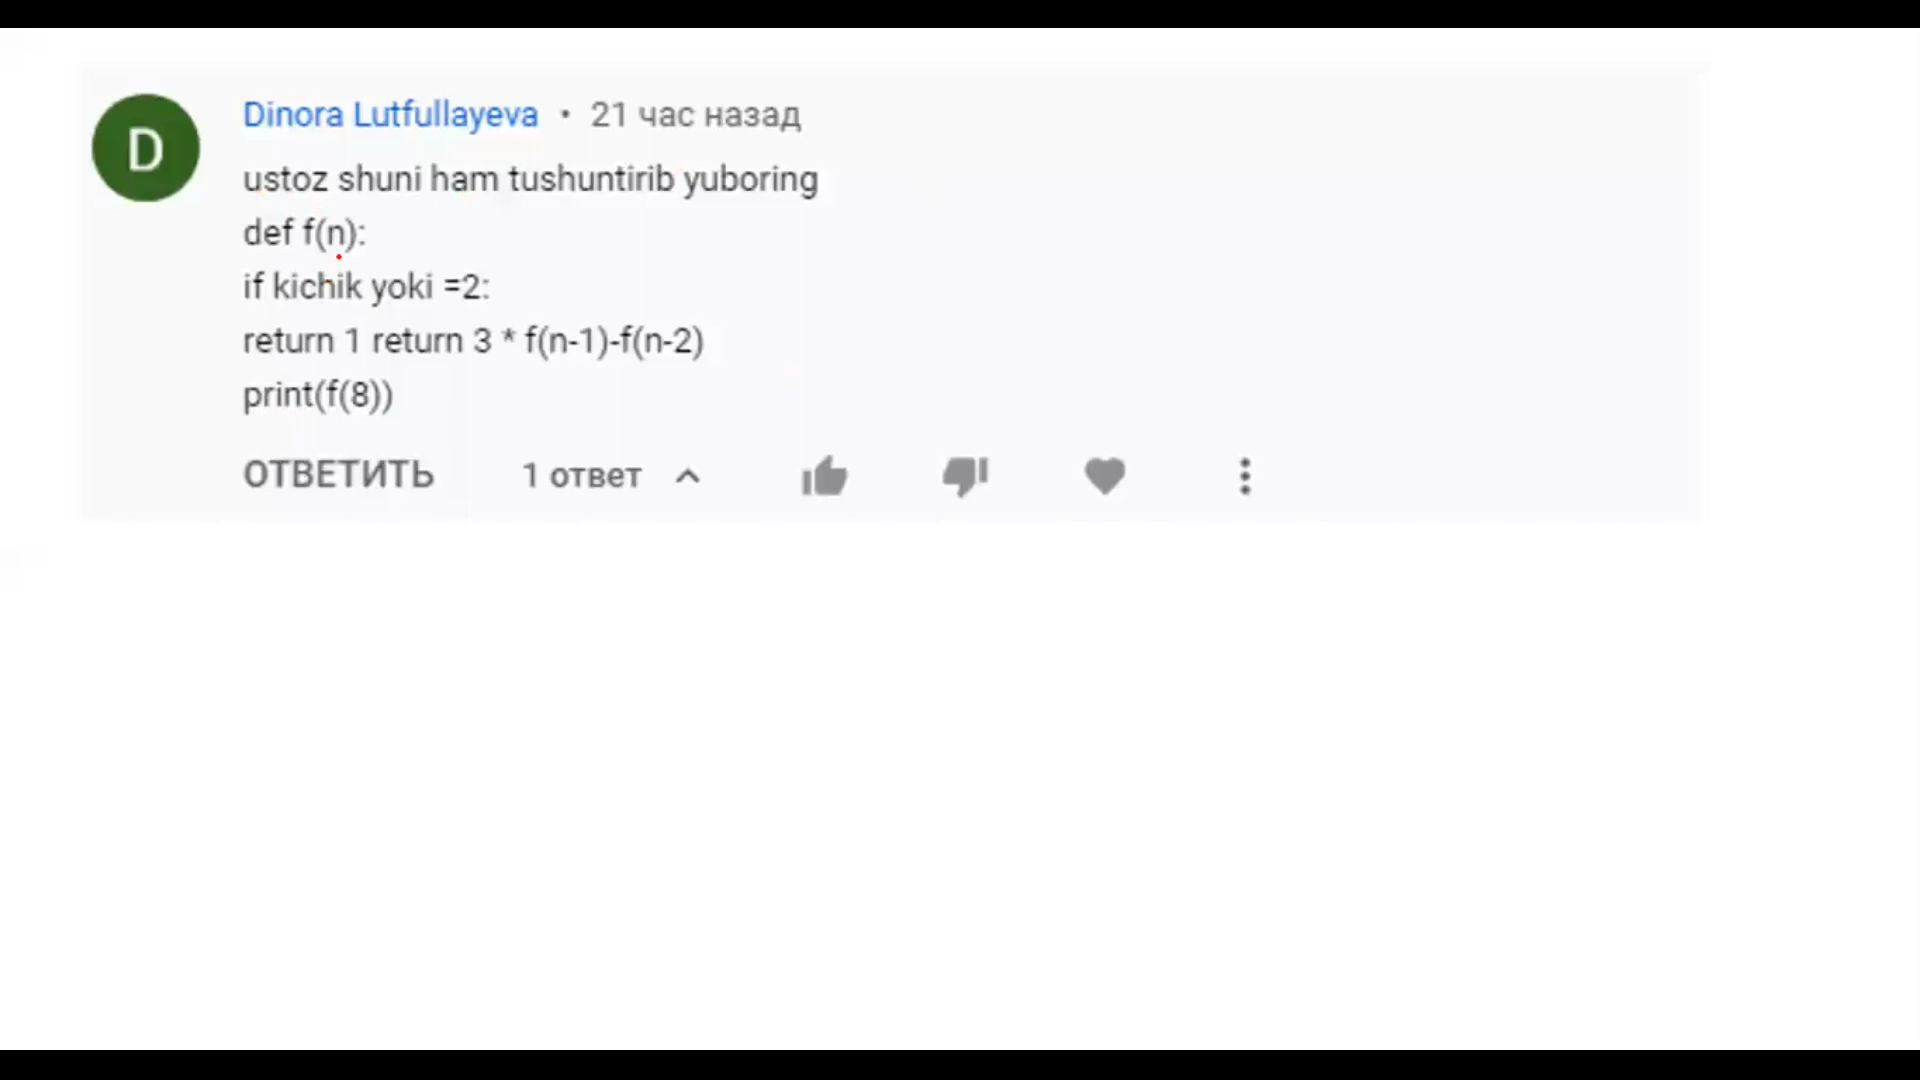 D
Dinora Lutfullayeva • 21 час назад
ustoz shuni ham tushuntirib yuboring
def f(n):
if kichik yoki =2:
return 1 return 3 * f(n-1)-f(n-2)
print(f(8))
ОТВЕТИТЬ 1 ответ